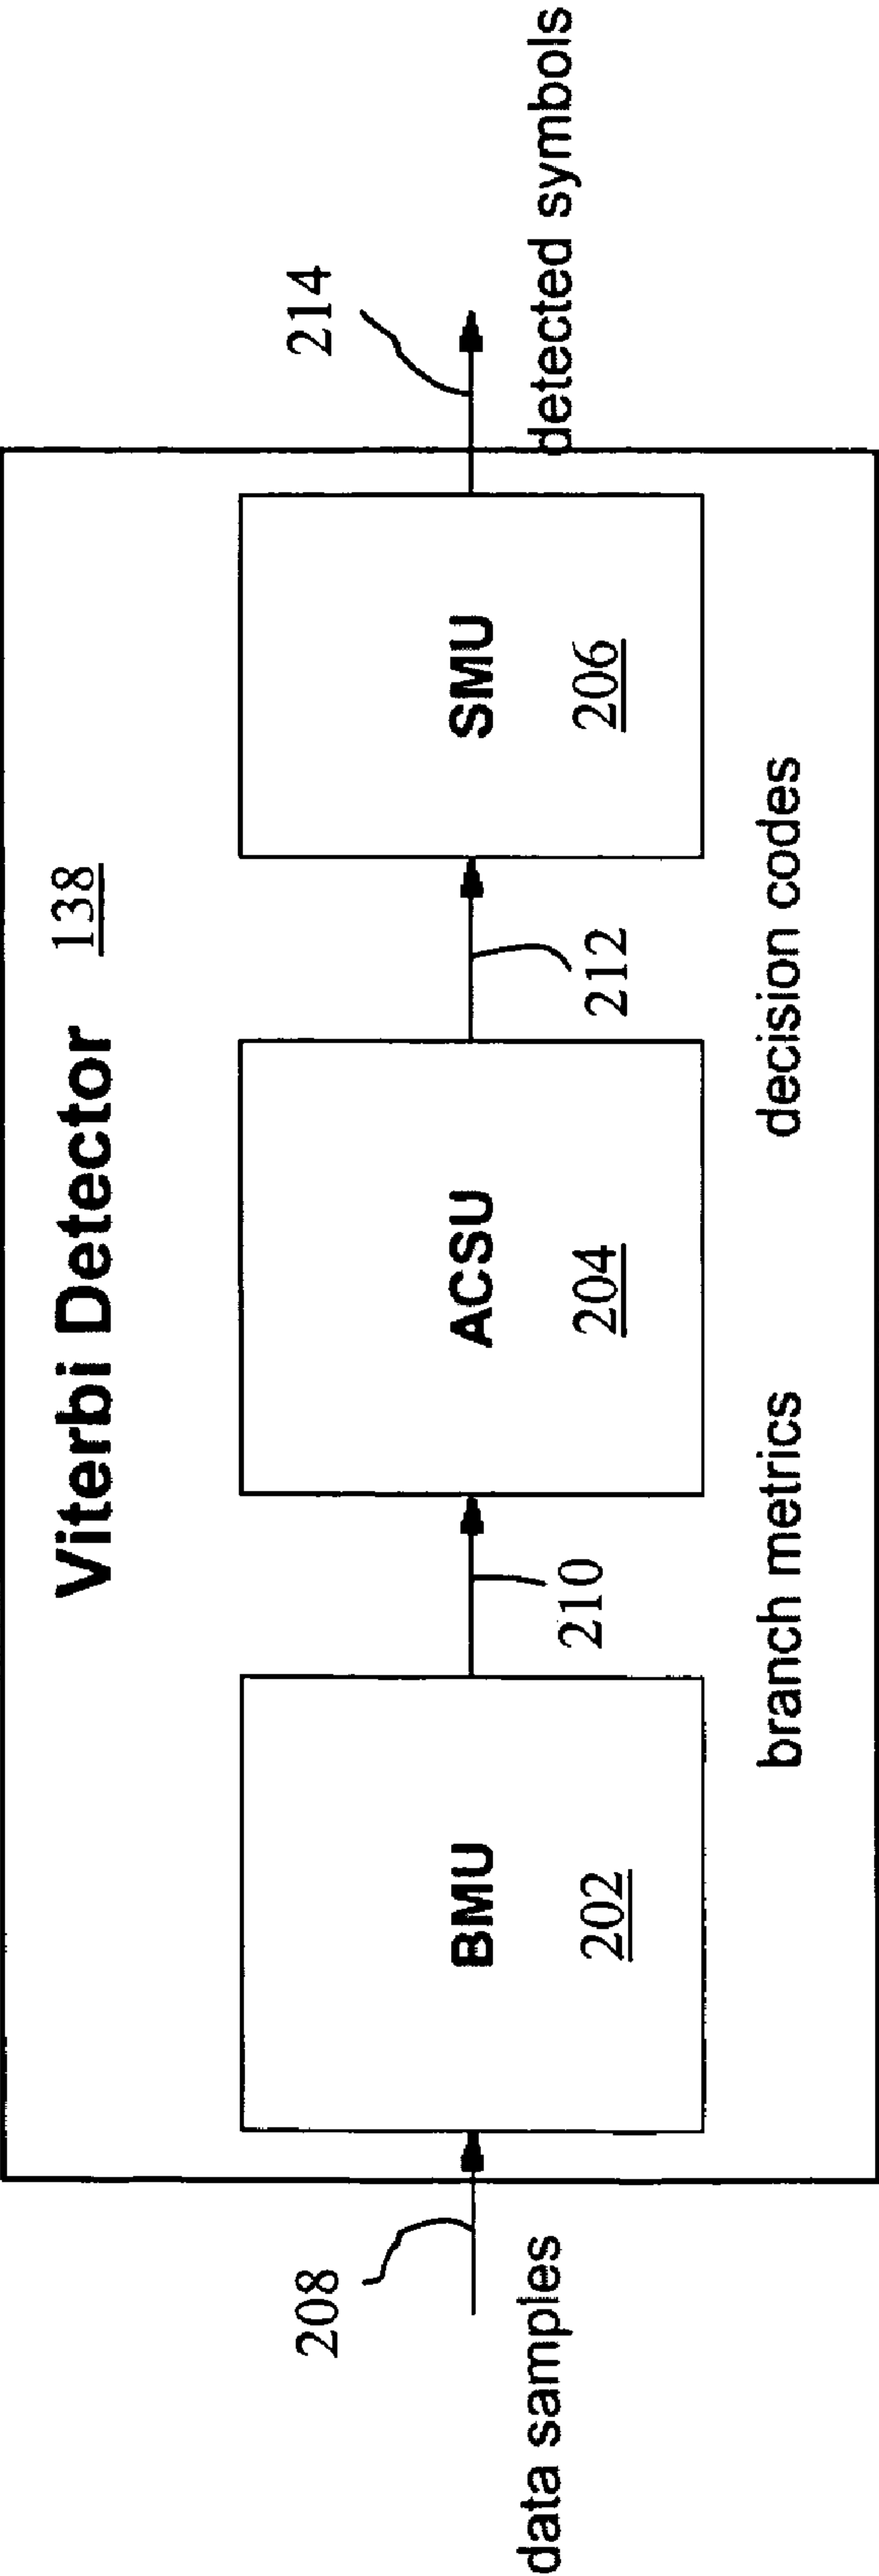 Viterbi Detector 138
208
data samples
BMU
202
210
branch metrics
ACSU
204
212
decision codes
SMU
206
214
detected symbols